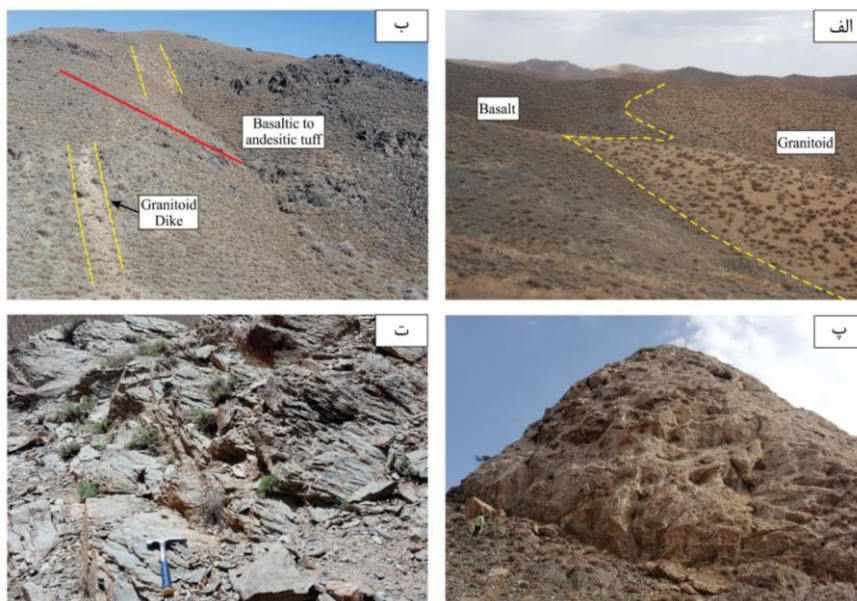 الف
Basalt
Granitoid
ب
Basaltic to
andesitic tuff
Granitoid
Dike
پ
ت